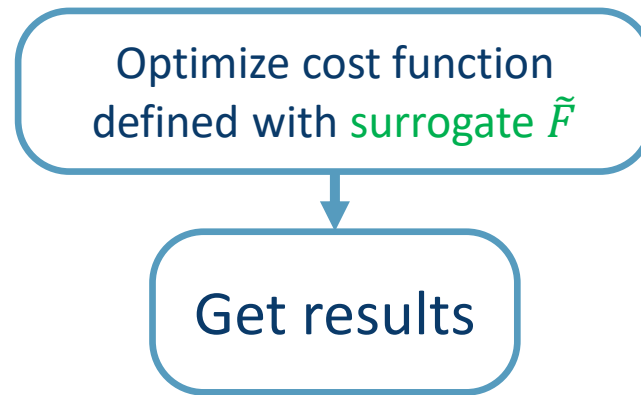 Optimize cost function
defined with surrogate F̃
Get results